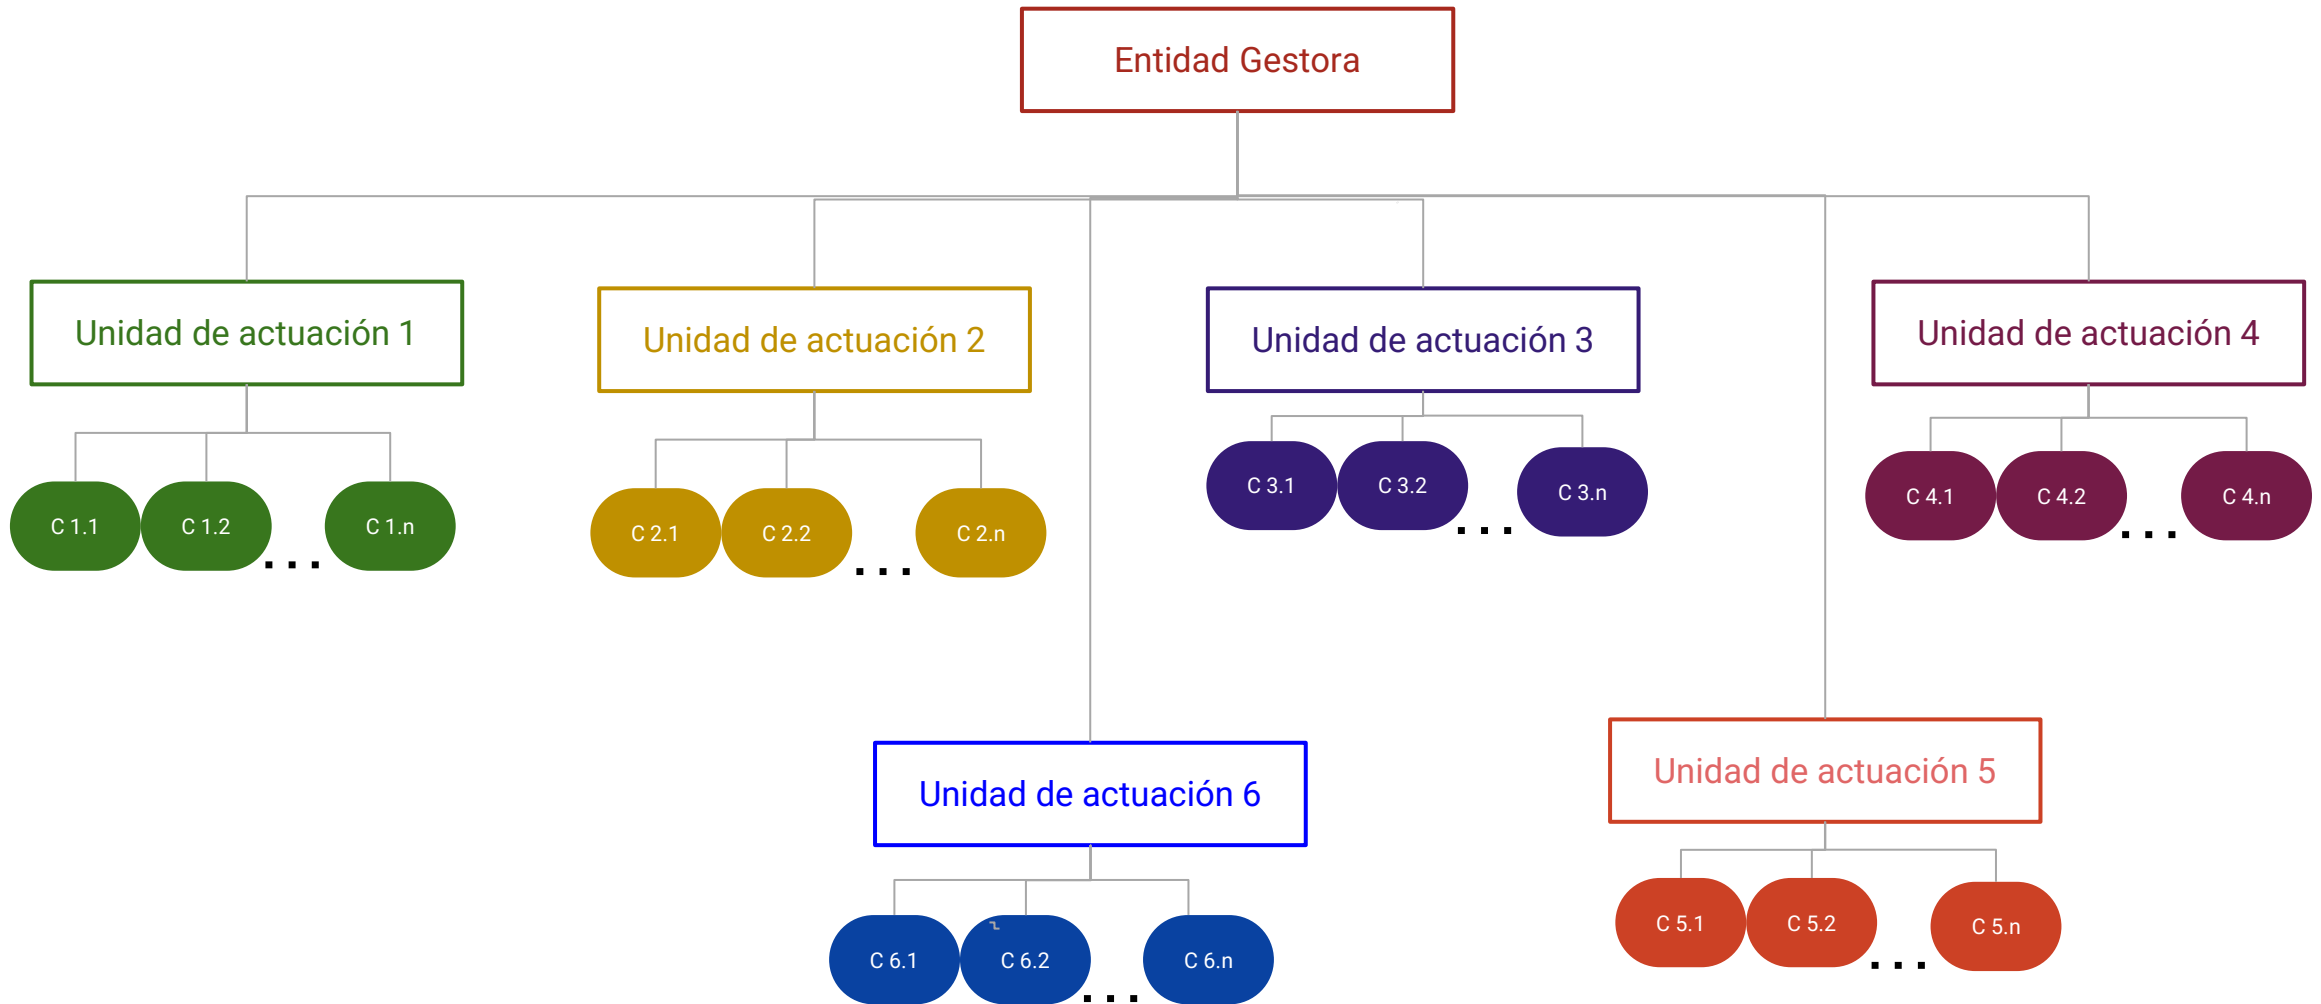 Entidad Gestora
Unidad de actuación 1
Unidad de actuación 2
Unidad de actuación 3
Unidad de actuación 4
C 1.1
C 1.2
...
C 1.n
C 2.1
C 2.2
...
C 2.n
C 3.1
C 3.2
...
C 3.n
C 4.1
C 4.2
...
C 4.n
Unidad de actuación 6
Unidad de actuación 5
C 6.1
C 6.2
...
C 6.n
C 5.1
C 5.2
...
C 5.n